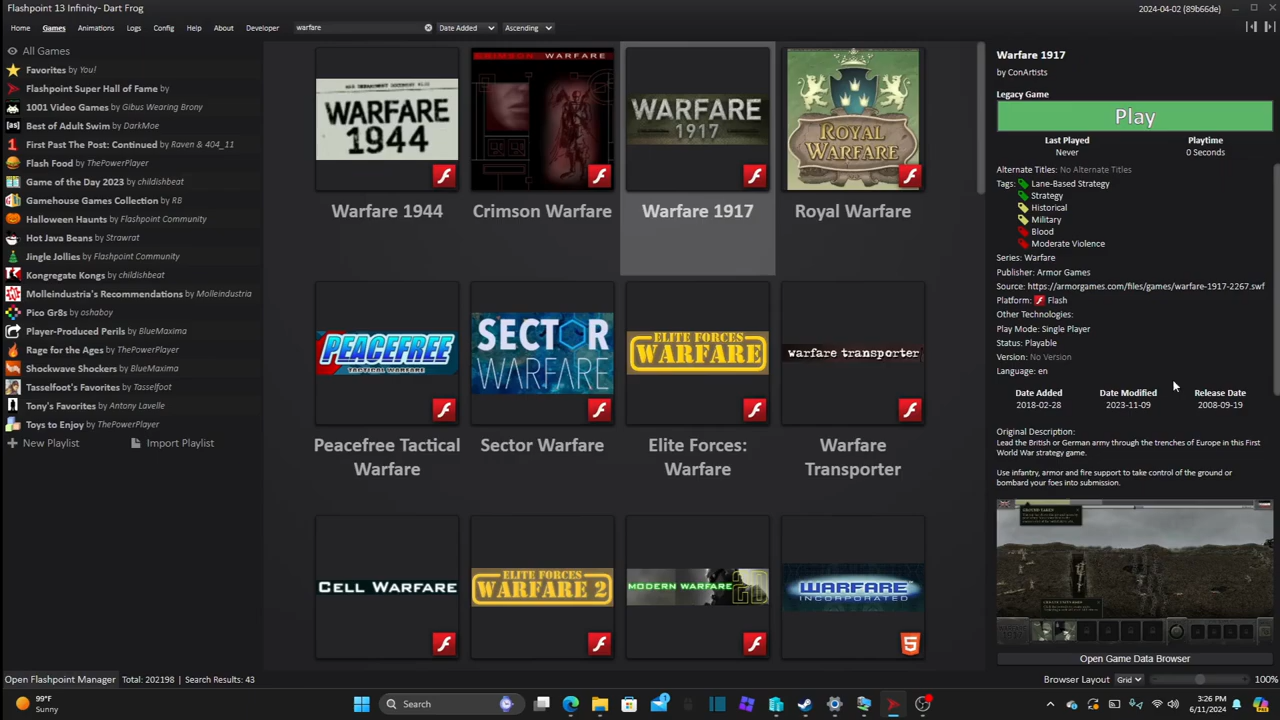 Flashpoint 13 Infinity- Dart Frog
2024-04-02 (89b66de)
Home Games Animations Logs Config Help About Developer
warfare
Date Added
Ascending
All Games
Favorites by You!
Flashpoint Super Hall of Fame by
1001 Video Games by Gibus Wearing Brony
Best of Adult Swim by DarkMoe
First Past The Post: Continued by Raven & 404_11
Flash Food by ThePowerPlayer
Game of the Day 2023 by childishbeat
Gamehouse Games Collection by RB
Halloween Haunts by Flashpoint Community
Hot Java Beans by Strawrat
Jingle Jollies by Flashpoint Community
Kongregate Kongs by childishbeat
Molleindustria's Recommendations by Molleindustria
Pico Gr8s by oshaboy
Player-Produced Perils by BlueMaxima
Rage for the Ages by ThePowerPlayer
Shockwave Shockers by BlueMaxima
Tasselfoot's Favorites by Tasselfoot
Tony's Favorites by Antony Lavelle
Toys to Enjoy by ThePowerPlayer
New Playlist
Import Playlist
WARFARE
1944
CRIMSON WARFARE
WARFARE
1917
ROYAL
WARFARE
Warfare 1944
Crimson Warfare
Warfare 1917
Royal Warfare
PEACEFREE
TACTICAL WARFARE
SECTOR
WARFARE
ELITE FORCES
WARFARE
warfare transporter
Peacefree Tactical
Warfare
Sector Warfare
Elite Forces:
Warfare
Warfare
Transporter
CELL WARFARE
ELITE FORCES
WARFARE 2
MODERN WARFARE
WARFARE
INCORPORATED
5
Warfare 1917
by ConArtists
Legacy Game
Play
Last Played
Never
Playtime
0 Seconds
Alternate Titles: No Alternate Titles
Tags: Lane-Based Strategy
Strategy
Historical
Military
Blood
Moderate Violence
Series: Warfare
Publisher: Armor Games
Source: https://armorgames.com/files/games/warfare-1917-2267.swf
Platform: Flash
Other Technologies:
Play Mode: Single Player
Status: Playable
Version: No Version
Language: en
Date Added
2018-02-28
Date Modified
2023-11-09
Release Date
2008-09-19
Original Description:
Lead the British or German army through the trenches of Europe in this First
World War strategy game.
Use infantry, armor and fire support to take control of the ground or
bombard your foes into submission.
Open Game Data Browser
Open Flashpoint Manager
Total: 202198
Search Results: 43
Browser Layout
Grid
100%
99°F
Sunny
Search
3:26 PM
6/11/2024